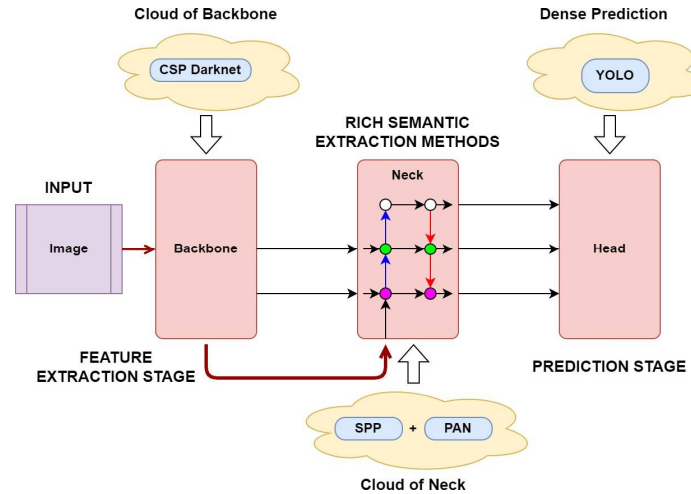 Cloud of Backbone
Dense Prediction
CSP Darknet
YOLO
RICH SEMANTIC
EXTRACTION METHODS
INPUT
Neck
Image
Backbone
Head
FEATURE
EXTRACTION STAGE
PREDICTION STAGE
SPP + PAN
Cloud of Neck